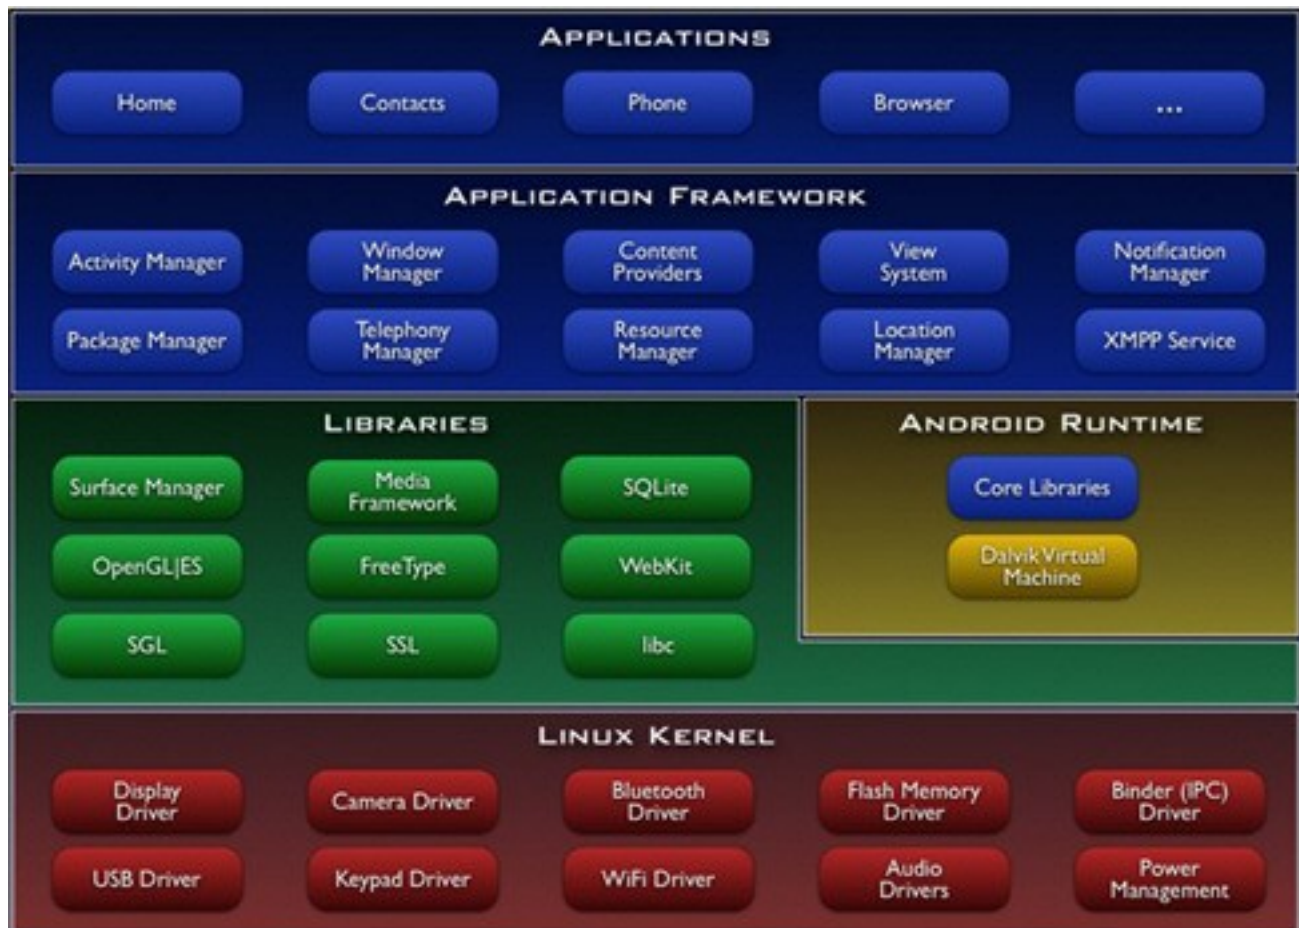 APPLICATIONS
Home
Contacts
Phone
Browser
...
APPLICATION FRAMEWORK
Activity Manager
Window
Manager
Content
Providers
View
System
Notification
Manager
Package Manager
Telephony
Manager
Resource
Manager
Location
Manager
XMPP Service
LIBRARIES
Surface Manager
Media
Framework
SQLite
OpenGL|ES
FreeType
WebKit
SGL
SSL
libc
ANDROID RUNTIME
Core Libraries
Dalvik Virtual
Machine
LINUX KERNEL
Display
Driver
Camera Driver
Bluetooth
Driver
Flash Memory
Driver
Binder (IPC)
Driver
USB Driver
Keypad Driver
WiFi Driver
Audio
Drivers
Power
Management